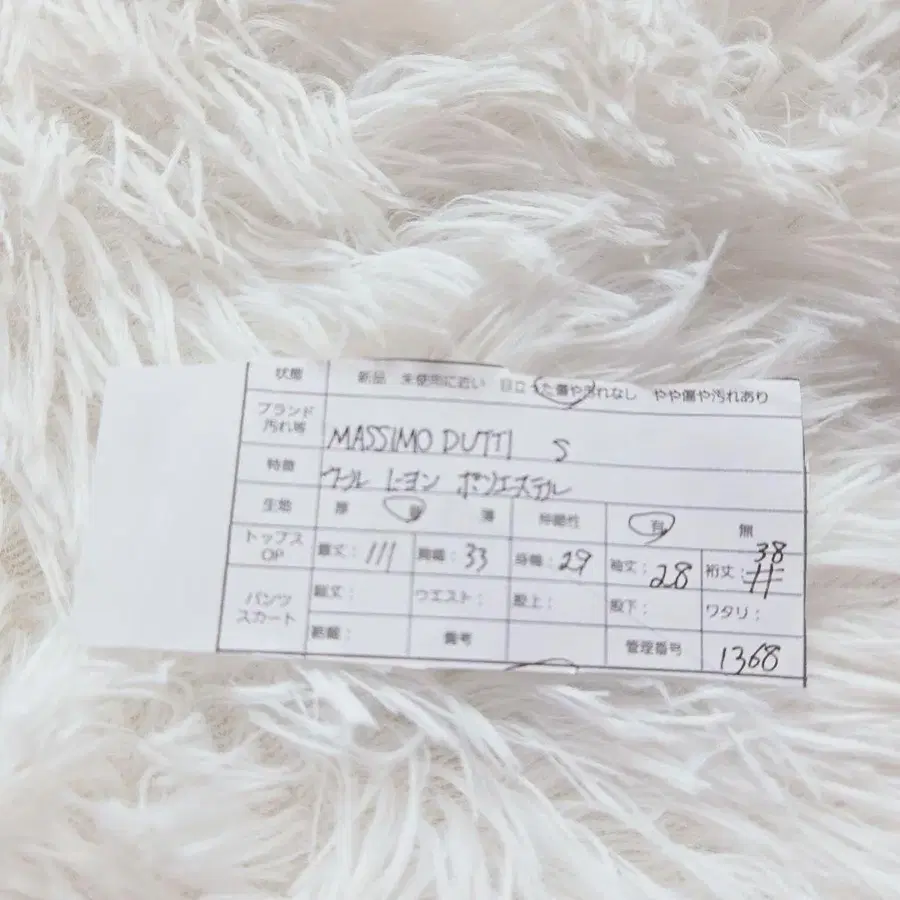 状態 新品 未使用に近い 目立った傷や汚れなし やや傷や汚れあり
ブランド
汚れ等 MASSIMO DUTTI S
特徴 ウール レーヨン ポリエステル
生地 厚 普 薄 伸縮性 有 無
38
トップス
OP 着丈： 111 胸幅： 33 身幅： 29 袖丈： 28 裄丈：
パンツ
スカート 総丈： ウエスト： 股上： 股下： ワタリ：
裾幅： 備考 管理番号 1368